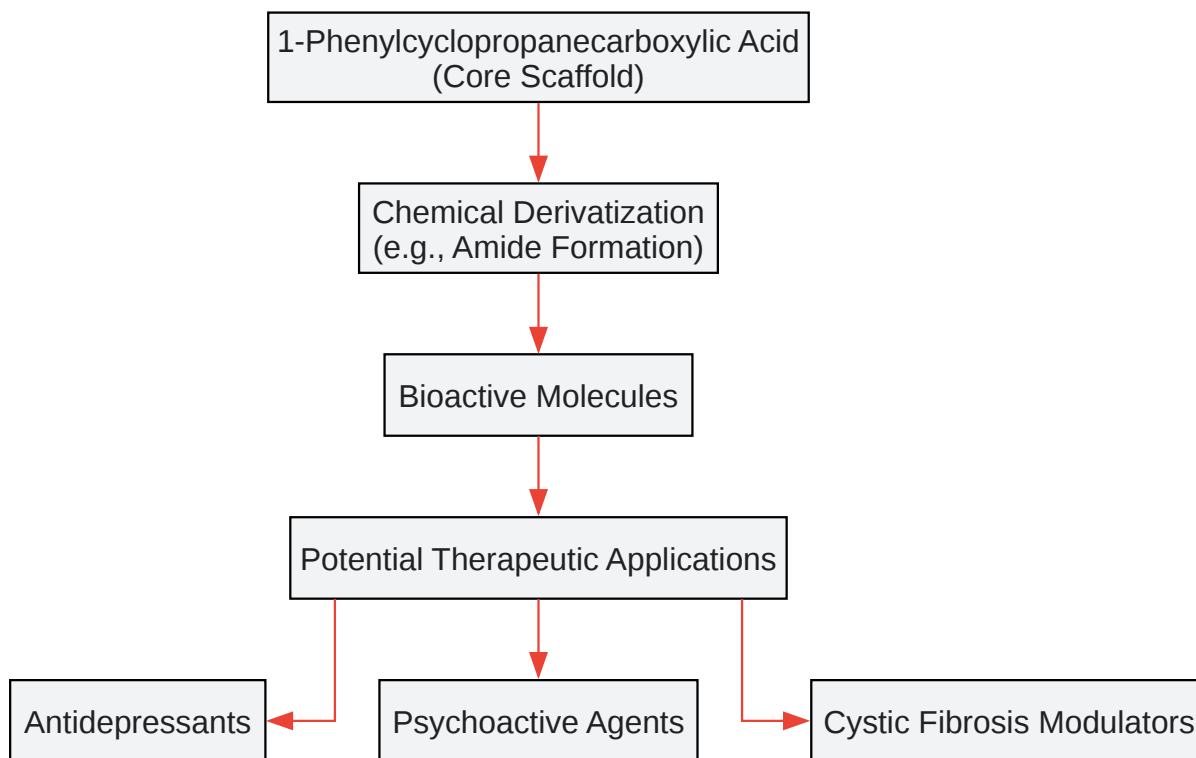 1-Phenylcyclopropanecarboxylic Acid
(Core Scaffold)
Chemical Derivatization
(e.g., Amide Formation)
Bioactive Molecules
Potential Therapeutic Applications
Antidepressants
Psychoactive Agents
Cystic Fibrosis Modulators